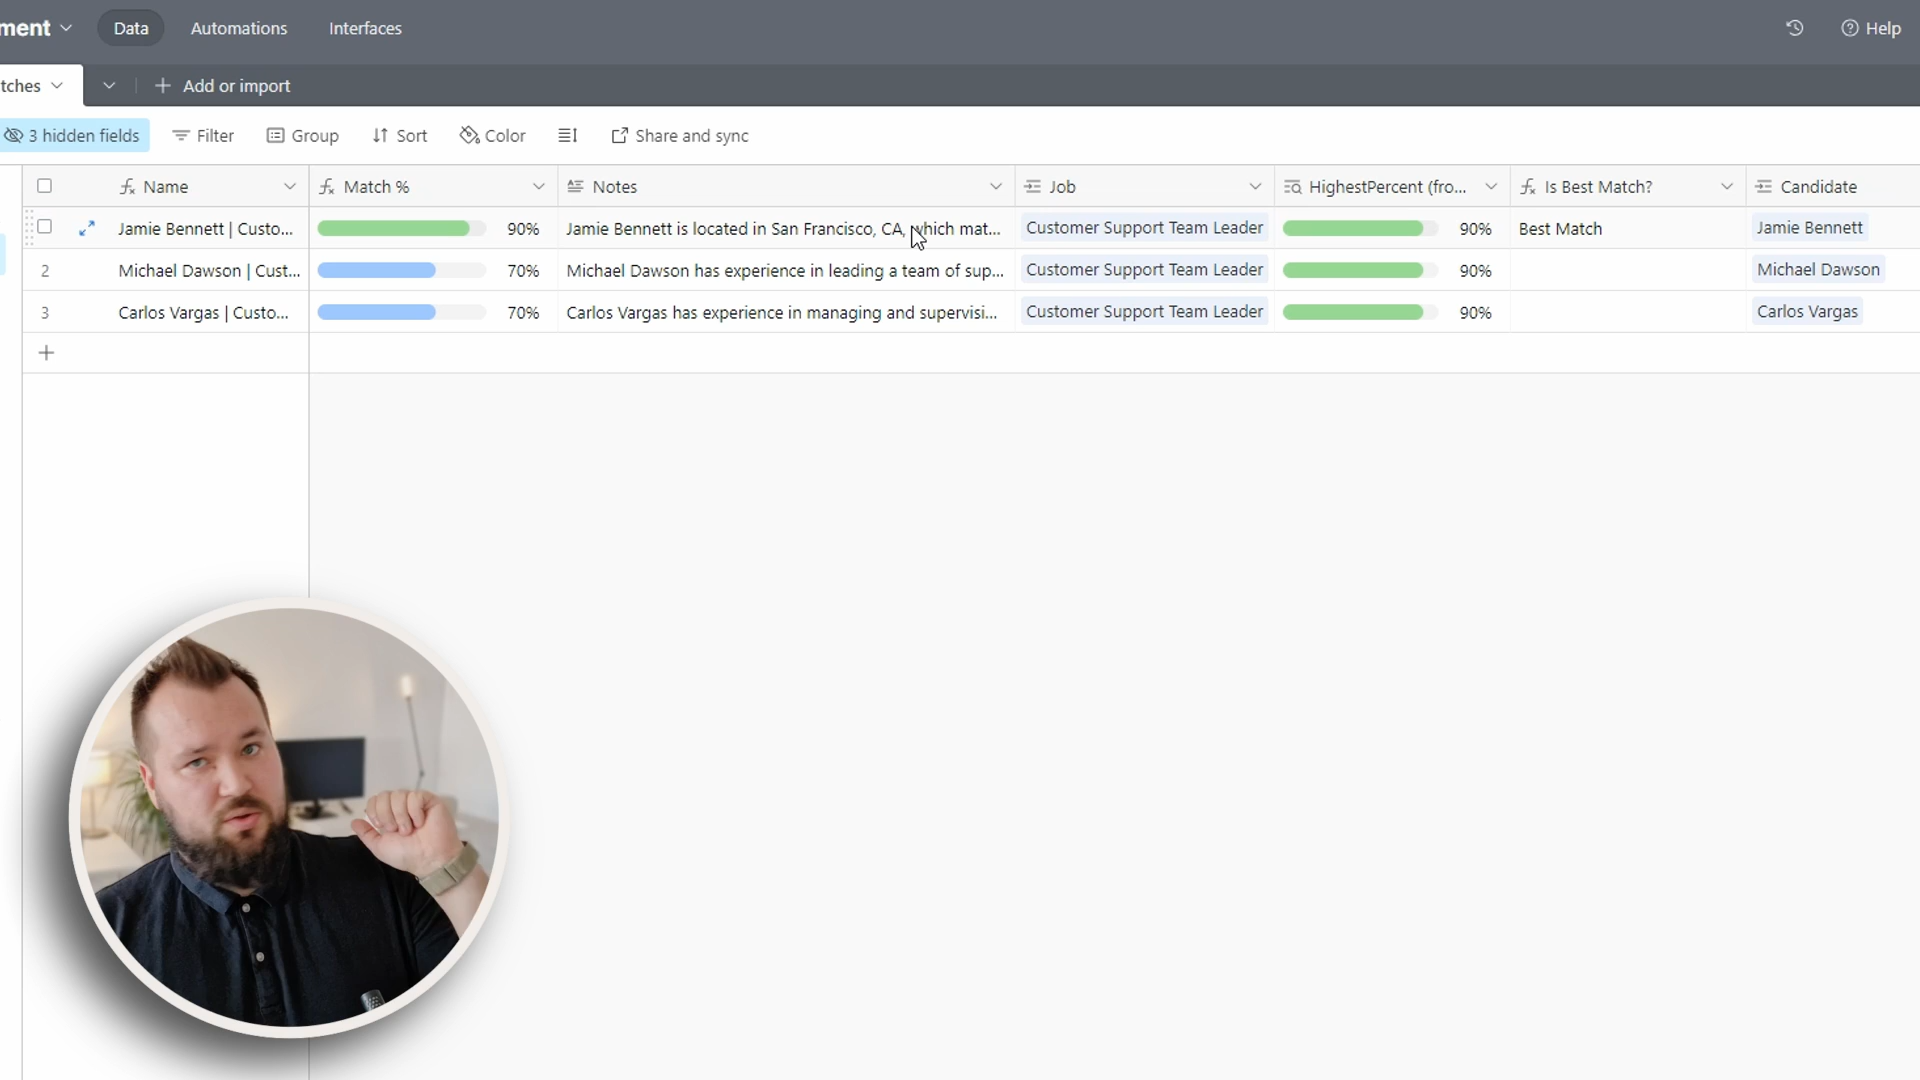 ment Data Automations Interfaces Help
tches Add or import
3 hidden fields Filter Group Sort Color Share and sync
Name Match % Notes Job HighestPercent (fro... Is Best Match? Candidate
Jamie Bennett | Custo... 90% Jamie Bennett is located in San Francisco, CA, which mat... Customer Support Team Leader 90% Best Match Jamie Bennett
2 Michael Dawson | Cust... 70% Michael Dawson has experience in leading a team of sup... Customer Support Team Leader 90% Michael Dawson
3 Carlos Vargas | Custo... 70% Carlos Vargas has experience in managing and supervisi... Customer Support Team Leader 90% Carlos Vargas